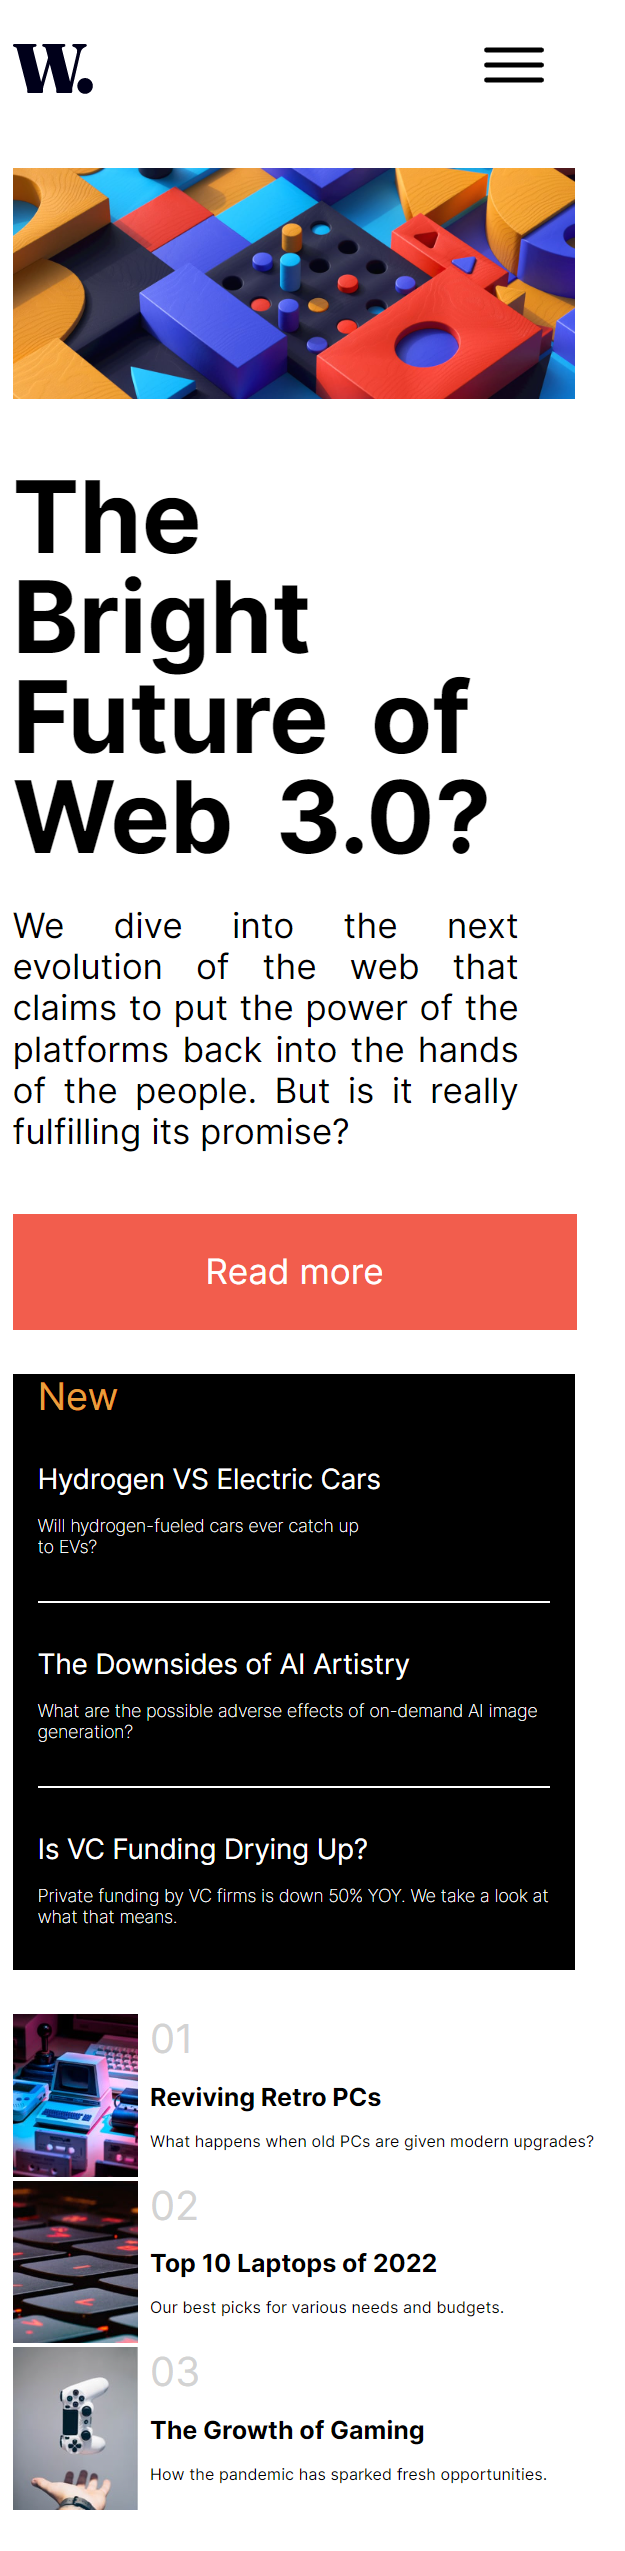 W.
The
Bright
Future of
Web 3.0?
We dive into the next
evolution of the web that
claims to put the power of the
platforms back into the hands
of the people. But is it really
fulfilling its promise?
Read more
New
Hydrogen VS Electric Cars
Will hydrogen-fueled cars ever catch up
to EVs?
The Downsides of AI Artistry
What are the possible adverse effects of on-demand AI image
generation?
Is VC Funding Drying Up?
Private funding by VC firms is down 50% YOY. We take a look at
what that means.
01
Reviving Retro PCs
What happens when old PCs are given modern upgrades?
02
Top 10 Laptops of 2022
Our best picks for various needs and budgets.
03
The Growth of Gaming
How the pandemic has sparked fresh opportunities.